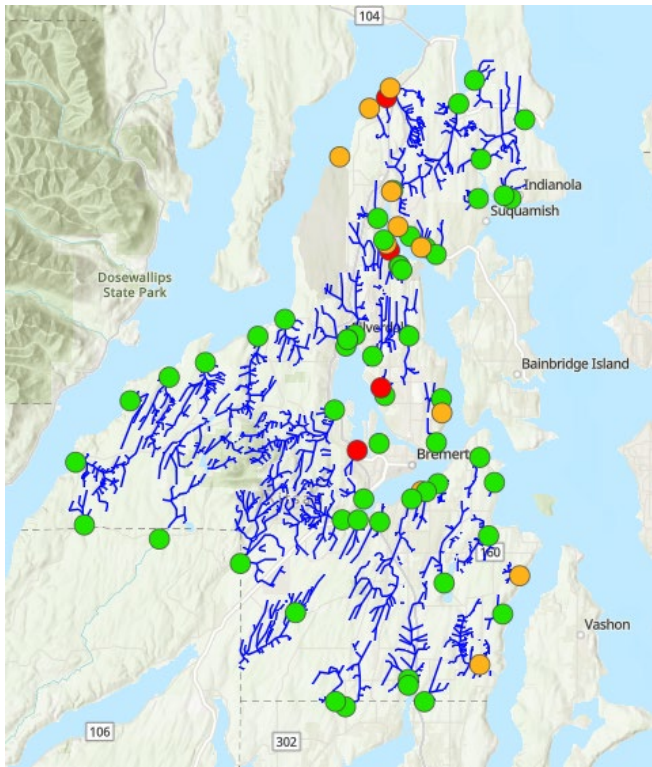 104
Indianola
Suquamish
Dosewallips
State Park
Bainbridge Island
Bremert
160
Vashon
106
302